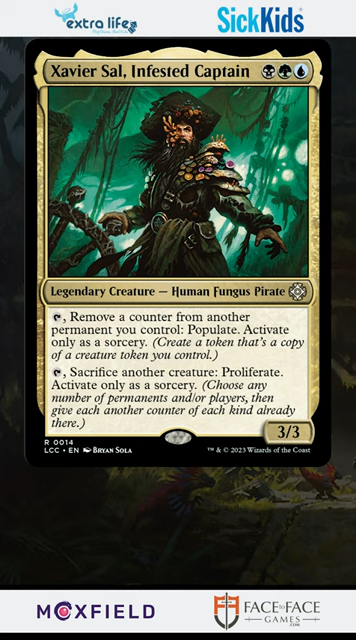 extra life
SickKids
Xavier Sal, Infested Captain
Legendary Creature — Human Fungus Pirate
, Remove a counter from another
permanent you control: Populate. Activate
only as a sorcery. (Create a token that's a copy
of a creature token you control.)
, Sacrifice another creature: Proliferate.
Activate only as a sorcery. (Choose any
number of permanents and/or players, then
give each another counter of each kind already
there.)
3/3
R 0014
LCC • EN Bryan Sola
™ & © 2023 Wizards of the Coast
MOXFIELD
FACE TO FACE
GAMES.COM